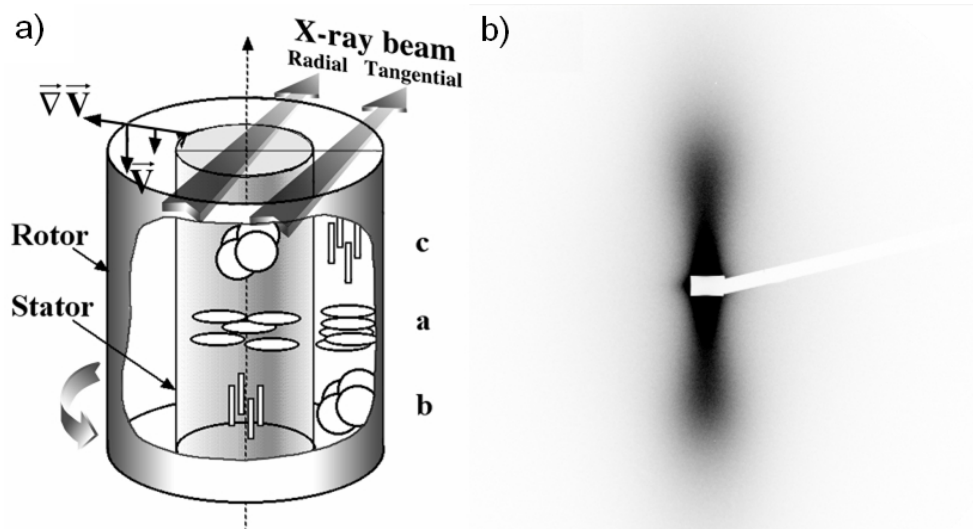 a)
X-ray beam
Radial Tangential
∇⃗ V⃗
V⃗
Rotor
Stator
c
a
b
b)